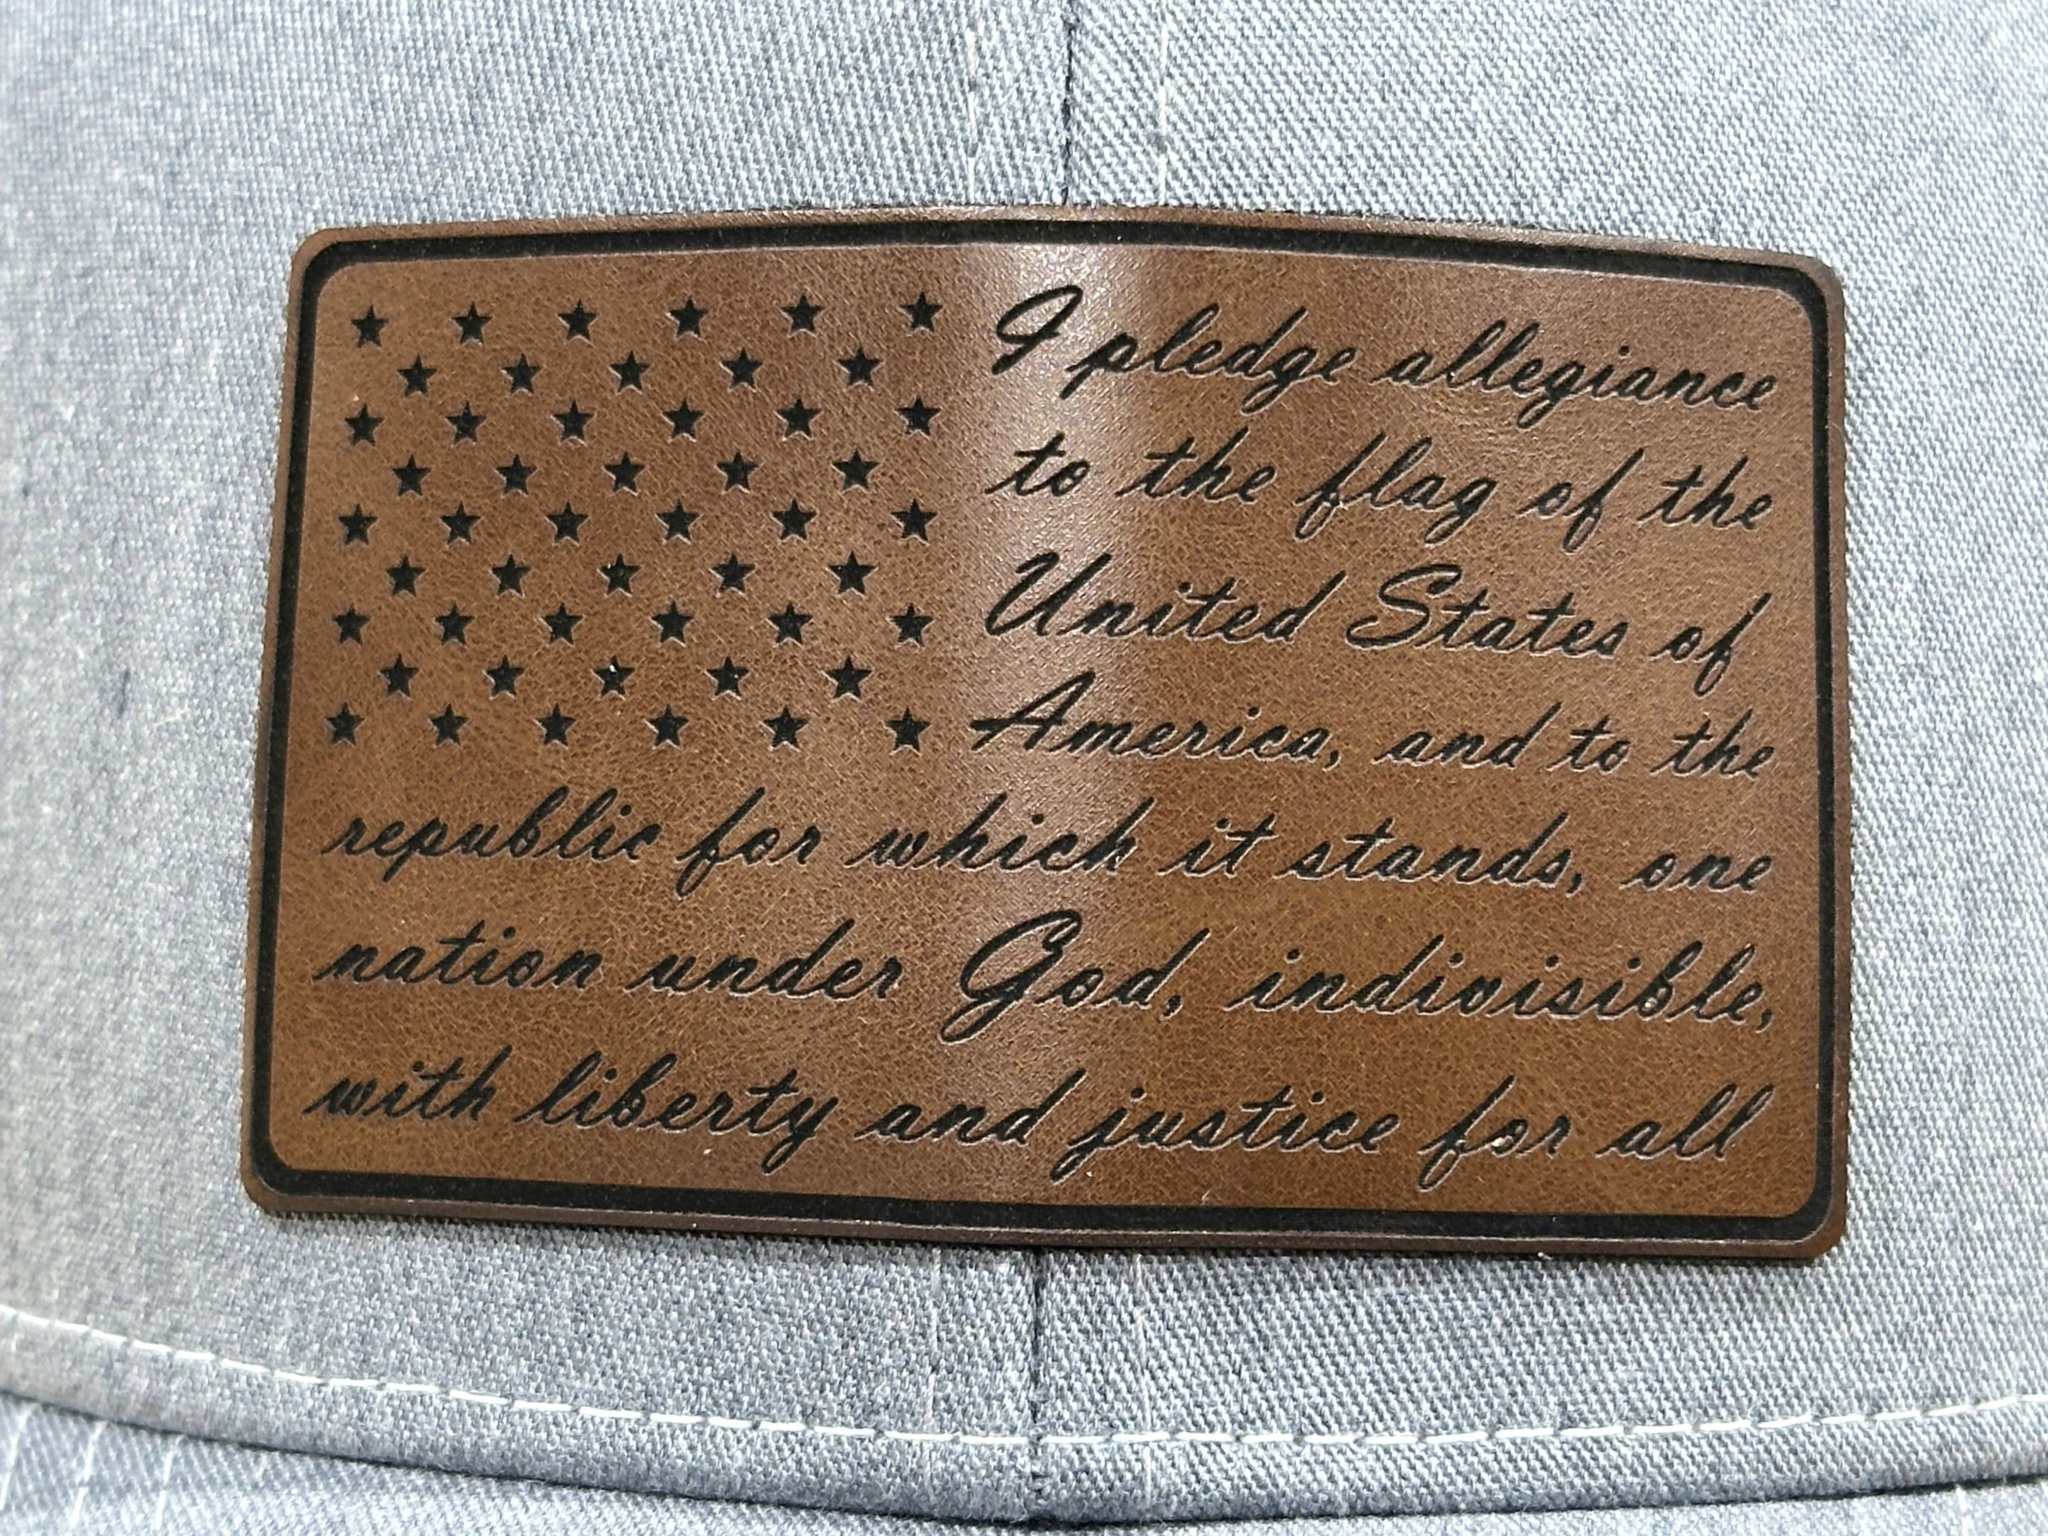 I pledge allegiance
to the flag of the
United States of
America, and to the
republic for which it stands, one
nation under God, indivisible,
with liberty and justice for all